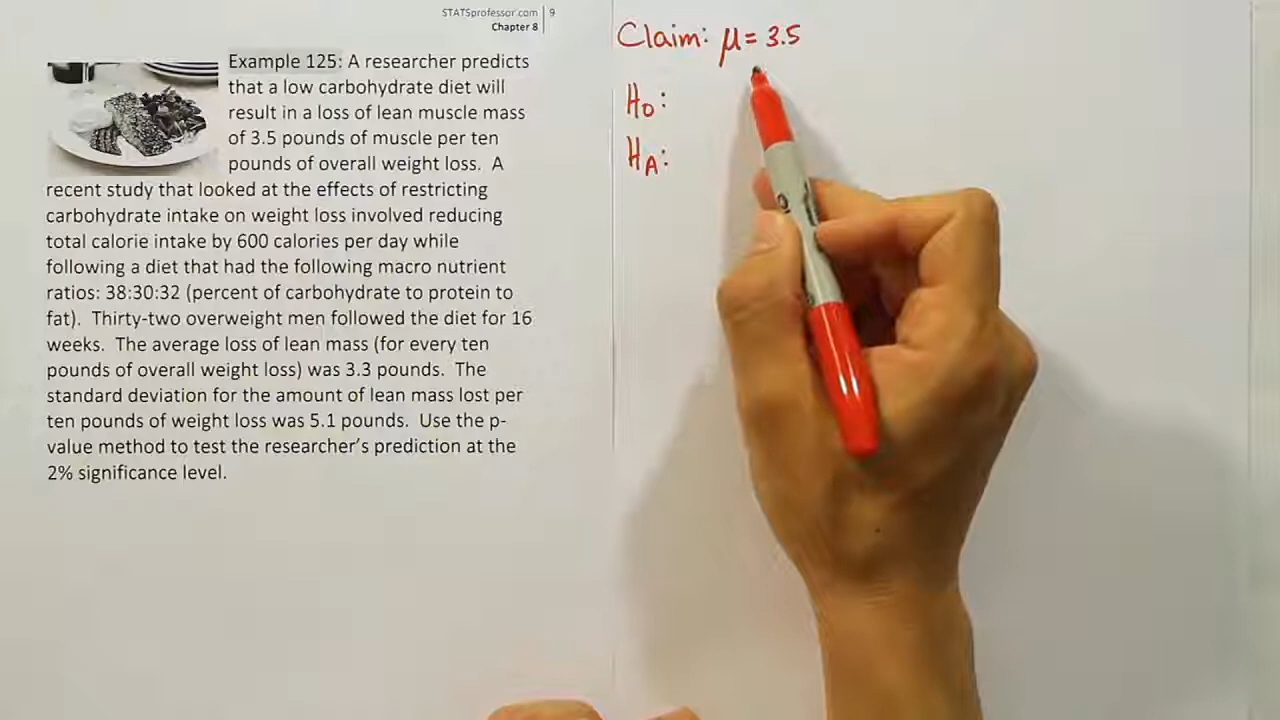 STATSprofessor.com 9
Chapter 8
Example 125: A researcher predicts
that a low carbohydrate diet will
result in a loss of lean muscle mass
of 3.5 pounds of muscle per ten
pounds of overall weight loss. A
recent study that looked at the effects of restricting
carbohydrate intake on weight loss involved reducing
total calorie intake by 600 calories per day while
following a diet that had the following macro nutrient
ratios: 38:30:32 (percent of carbohydrate to protein to
fat). Thirty-two overweight men followed the diet for 16
weeks. The average loss of lean mass (for every ten
pounds of overall weight loss) was 3.3 pounds. The
standard deviation for the amount of lean mass lost per
ten pounds of weight loss was 5.1 pounds. Use the p-
value method to test the researcher's prediction at the
2% significance level.
Claim: μ = 3.5
H₀:
Hₐ: